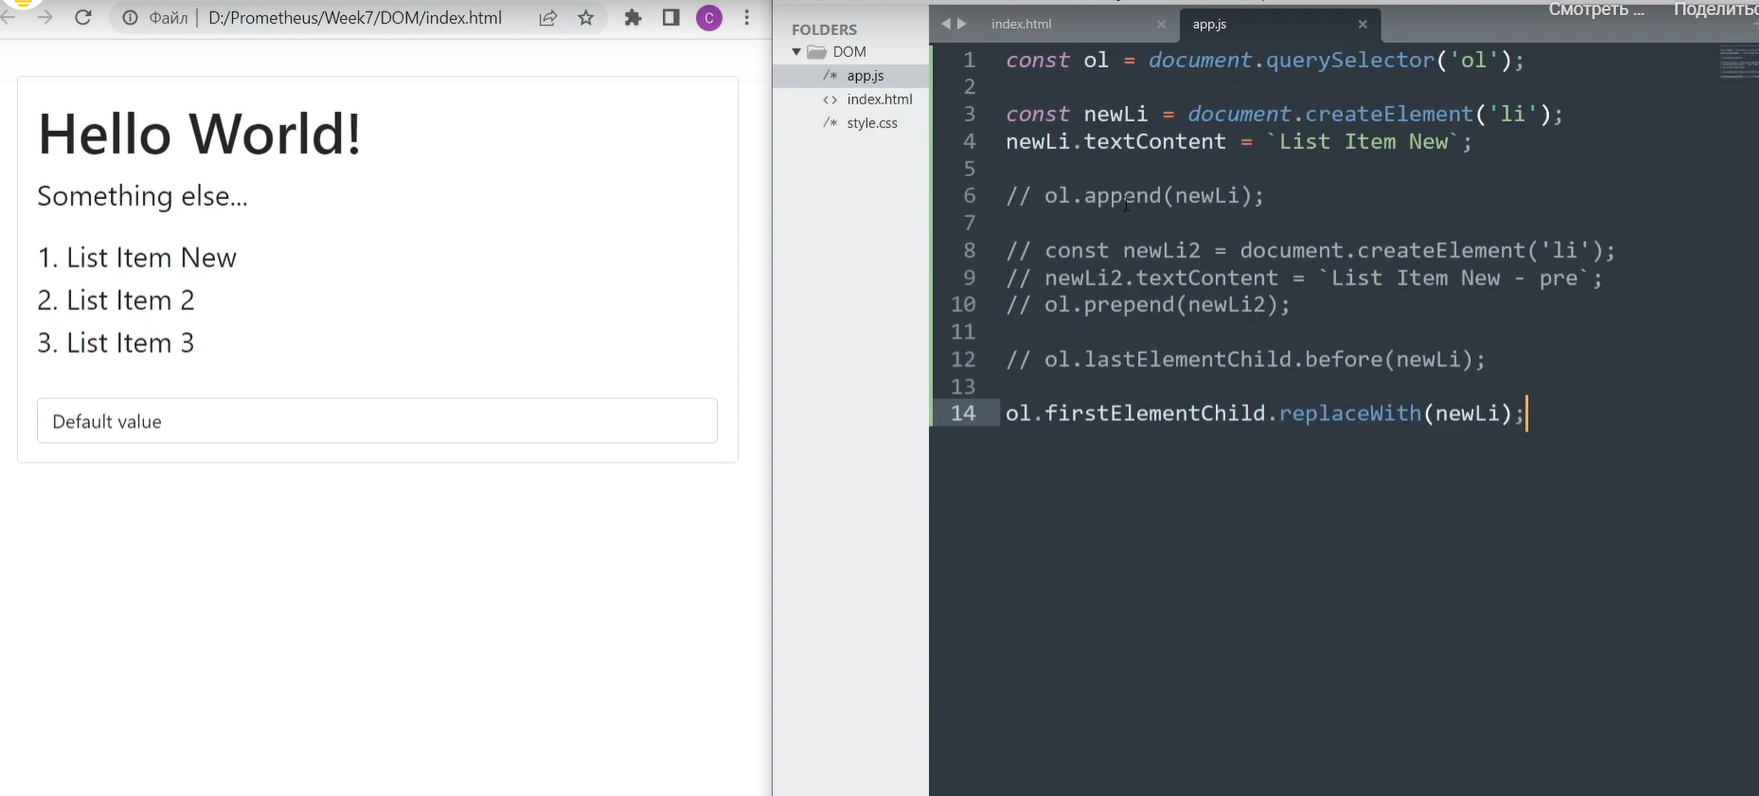 Файл | D:/Prometheus/Week7/DOM/index.html
C
Hello World!
Something else...
1. List Item New
2. List Item 2
3. List Item 3
Default value
FOLDERS
DOM
/* app.js
<> index.html
/* style.css
index.html ×
app.js ×
Смотреть ...
1 const ol = document.querySelector('ol');
2
3 const newLi = document.createElement('li');
4 newLi.textContent = `List Item New`;
5
6 // ol.append(newLi);
7
8 // const newLi2 = document.createElement('li');
9 // newLi2.textContent = `List Item New - pre`;
10 // ol.prepend(newLi2);
11
12 // ol.lastElementChild.before(newLi);
13
14 ol.firstElementChild.replaceWith(newLi);